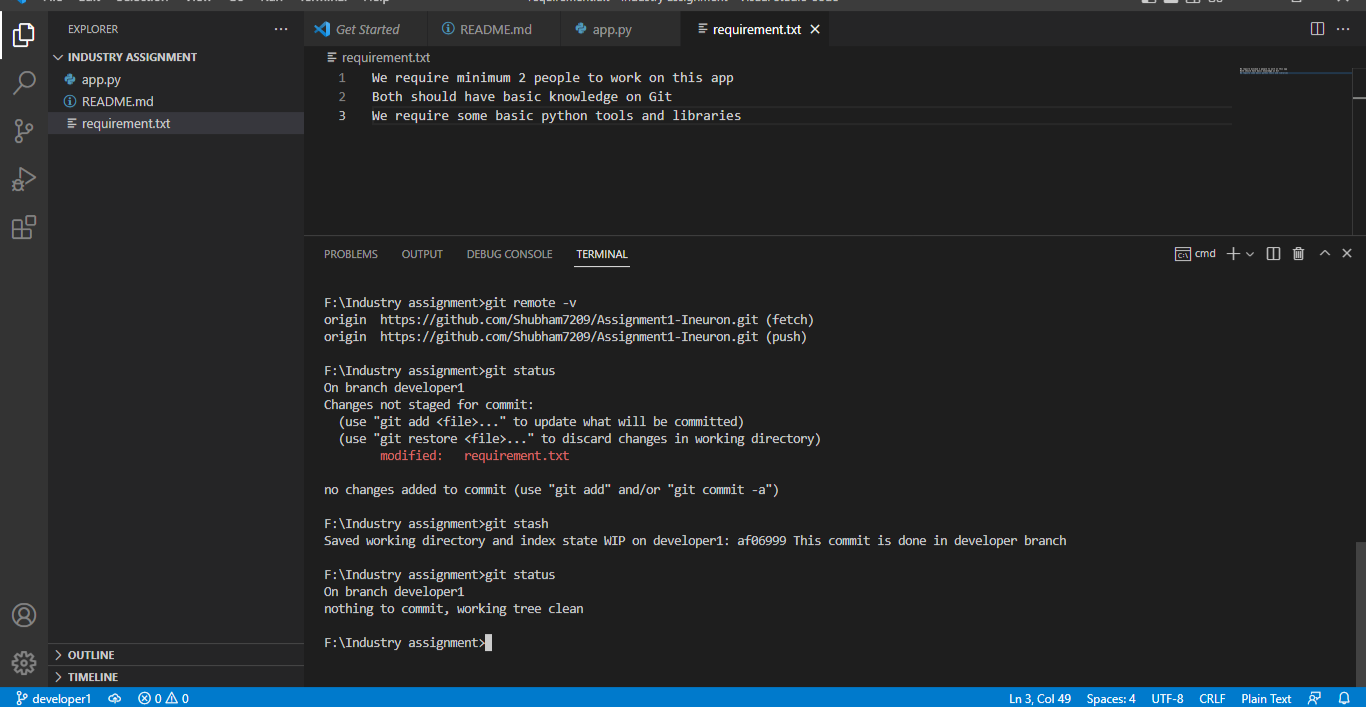 EXPLORER
INDUSTRY ASSIGNMENT
app.py
README.md
requirement.txt
OUTLINE
TIMELINE
Get Started
README.md
app.py
requirement.txt
requirement.txt
1 We require minimum 2 people to work on this app
2 Both should have basic knowledge on Git
3 We require some basic python tools and libraries
PROBLEMS OUTPUT DEBUG CONSOLE TERMINAL
cmd
F:\Industry assignment>git remote -v
origin https://github.com/Shubham7209/Assignment1-Ineuron.git (fetch)
origin https://github.com/Shubham7209/Assignment1-Ineuron.git (push)
F:\Industry assignment>git status
On branch developer1
Changes not staged for commit:
(use "git add <file>..." to update what will be committed)
(use "git restore <file>..." to discard changes in working directory)
modified: requirement.txt
no changes added to commit (use "git add" and/or "git commit -a")
F:\Industry assignment>git stash
Saved working directory and index state WIP on developer1: af06999 This commit is done in developer branch
F:\Industry assignment>git status
On branch developer1
nothing to commit, working tree clean
F:\Industry assignment>
developer1 0 0 Ln 3, Col 49 Spaces: 4 UTF-8 CRLF Plain Text